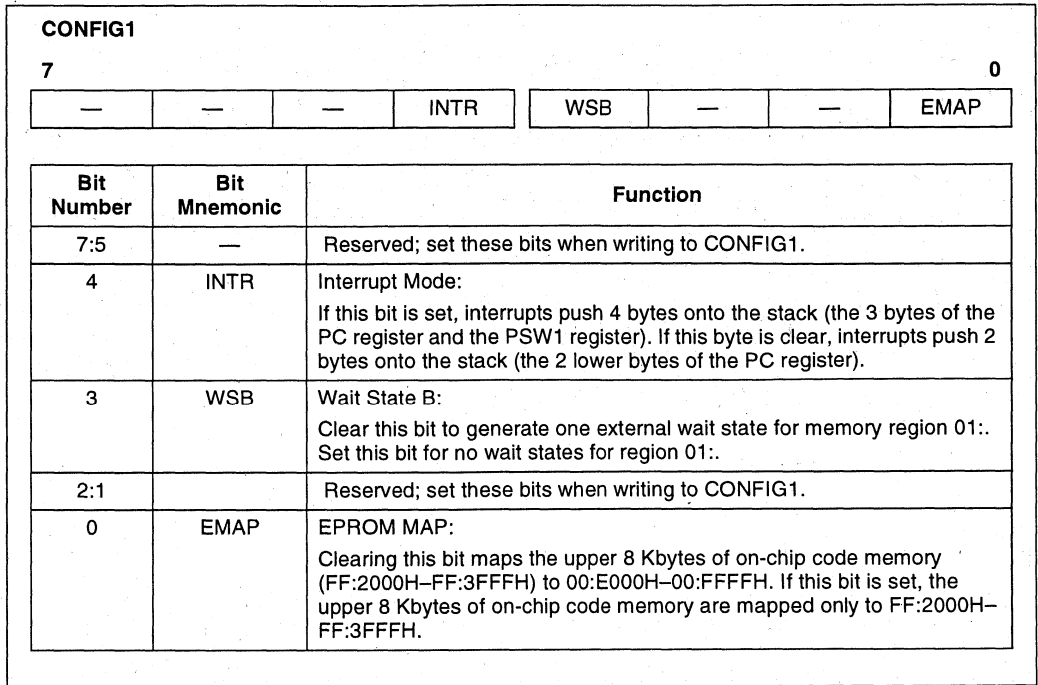 CONFIG1
7 0
— — — INTR WSB — — EMAP
Bit Number Bit Mnemonic Function
7:5 — Reserved; set these bits when writing to CONFIG1.
4 INTR Interrupt Mode:
If this bit is set, interrupts push 4 bytes onto the stack (the 3 bytes of the
PC register and the PSW1 register). If this byte is clear, interrupts push 2
bytes onto the stack (the 2 lower bytes of the PC register).
3 WSB Wait State B:
Clear this bit to generate one external wait state for memory region 01:.
Set this bit for no wait states for region 01:.
2:1 Reserved; set these bits when writing to CONFIG1.
0 EMAP EPROM MAP:
Clearing this bit maps the upper 8 Kbytes of on-chip code memory
(FF:2000H–FF:3FFFH) to 00:E000H–00:FFFFH. If this bit is set, the
upper 8 Kbytes of on-chip code memory are mapped only to FF:2000H–
FF:3FFFH.